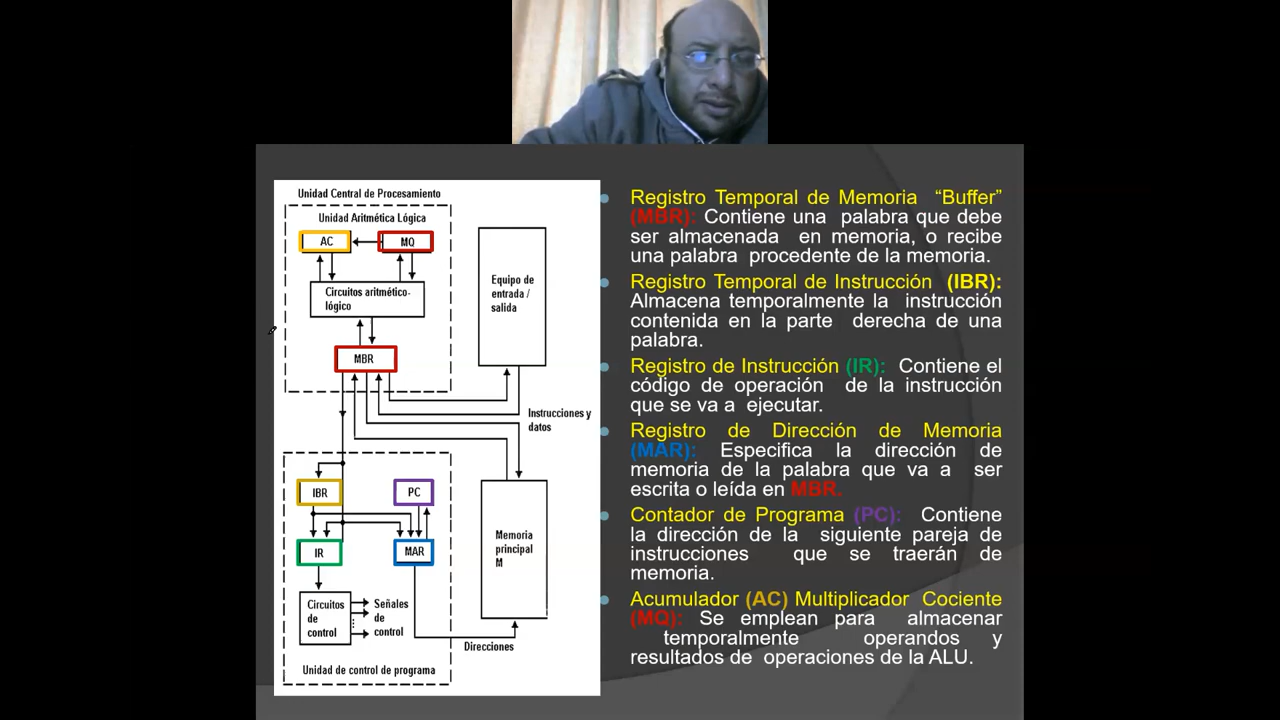 Unidad Central de Procesamiento
Unidad Aritmética Lógica
AC
MQ
Circuitos aritmético-
lógico
MBR
Equipo de
entrada /
salida
Instrucciones y
datos
IBR
PC
IR
MAR
Memoria
principal
M
Circuitos
de
control
Señales
de
control
Direcciones
Unidad de control de programa
Registro Temporal de Memoria “Buffer”
(MBR): Contiene una palabra que debe
ser almacenada en memoria, o recibe
una palabra procedente de la memoria.
Registro Temporal de Instrucción (IBR):
Almacena temporalmente la instrucción
contenida en la parte derecha de una
palabra.
Registro de Instrucción (IR): Contiene el
código de operación de la instrucción
que se va a ejecutar.
Registro de Dirección de Memoria
(MAR): Especifica la dirección de
memoria de la palabra que va a ser
escrita o leída en MBR.
Contador de Programa (PC): Contiene
la dirección de la siguiente pareja de
instrucciones que se traerán de
memoria.
Acumulador (AC) Multiplicador Cociente
(MQ): Se emplean para almacenar
temporalmente operandos y
resultados de operaciones de la ALU.